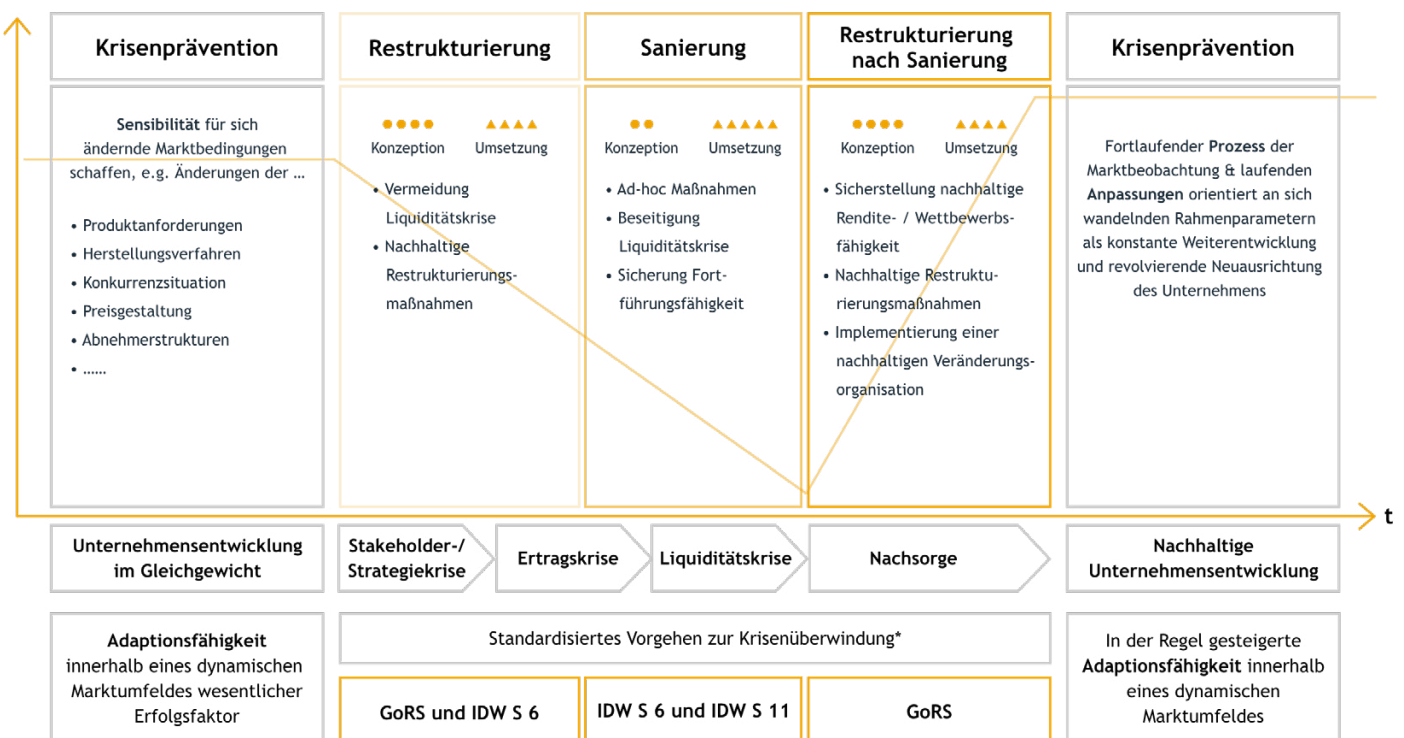 Krisenprävention
Restrukturierung
Sanierung
Restrukturierung
nach Sanierung
Krisenprävention
Sensibilität für sich
ändernde Marktbedingungen
schaffen, e.g. Änderungen der …
• Produktanforderungen
• Herstellungsverfahren
• Konkurrenzsituation
• Preisgestaltung
• Abnehmerstrukturen
• ……
Konzeption Umsetzung
• Vermeidung
Liquiditätskrise
• Nachhaltige
Restrukturierungs-
maßnahmen
Konzeption Umsetzung
• Ad-hoc Maßnahmen
• Beseitigung
Liquiditätskrise
• Sicherung Fort-
führungsfähigkeit
Konzeption Umsetzung
• Sicherstellung nachhaltige
Rendite- / Wettbewerbs-
fähigkeit
• Nachhaltige Restruktu-
rierungsmaßnahmen
• Implementierung einer
nachhaltigen Veränderungs-
organisation
Fortlaufender Prozess der
Marktbeobachtung & laufenden
Anpassungen orientiert an sich
wandelnden Rahmenparametern
als konstante Weiterentwicklung
und revolvierende Neuausrichtung
des Unternehmens
t
Unternehmensentwicklung
im Gleichgewicht
Stakeholder-/
Strategiekrise
Ertragskrise
Liquiditätskrise
Nachsorge
Nachhaltige
Unternehmensentwicklung
Adaptionsfähigkeit
innerhalb eines dynamischen
Marktumfeldes wesentlicher
Erfolgsfaktor
Standardisiertes Vorgehen zur Krisenüberwindung*
GoRS und IDW S 6
IDW S 6 und IDW S 11
GoRS
In der Regel gesteigerte
Adaptionsfähigkeit innerhalb
eines dynamischen
Marktumfeldes